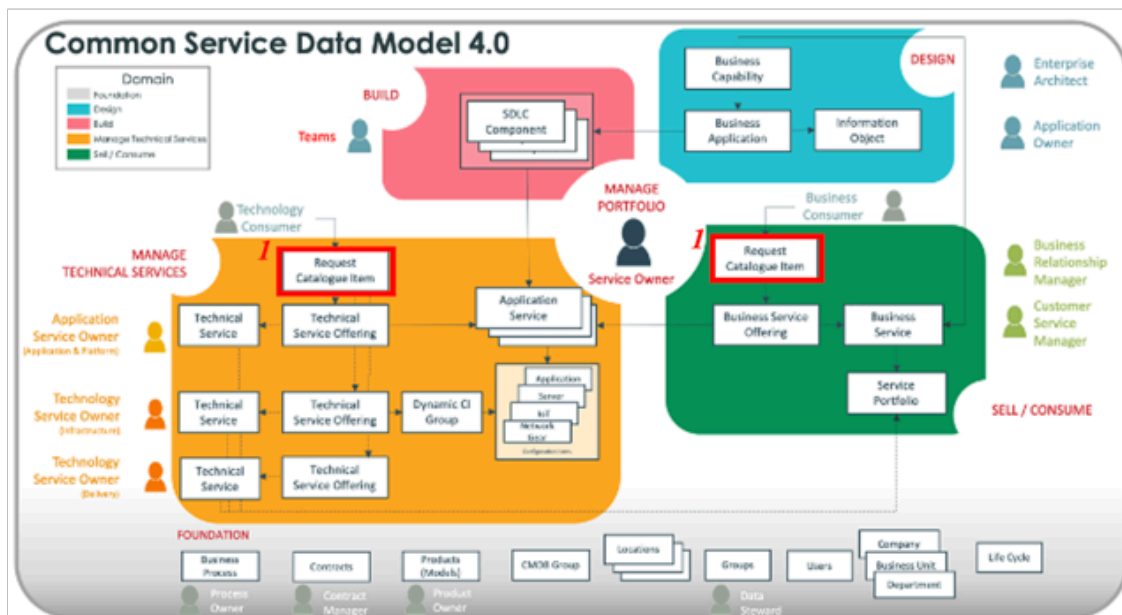 Common Service Data Model 4.0
Domain
Foundation
Design
Build
Manage Technical Services
Sell / Consume
BUILD
Teams
SDLC
Component
DESIGN
Business
Capability
Business
Application
Information
Object
Enterprise
Architect
Application
Owner
MANAGE
PORTFOLIO
Service Owner
Technology
Consumer
Business
Consumer
MANAGE
TECHNICAL SERVICES
1
Request
Catalogue Item
Application
Service Owner
(Application & Platform)
Technical
Service
Technical
Service Offering
Application
Service
Technology
Service Owner
(Infrastructure)
Technical
Service
Technical
Service Offering
Dynamic CI
Group
Application
Server
IoT
Network
Gear
Configuration Items
Technology
Service Owner
(Delivery)
Technical
Service
Technical
Service Offering
1
Request
Catalogue Item
Business Service
Offering
Business
Service
Service
Portfolio
SELL / CONSUME
Business
Relationship
Manager
Customer
Service
Manager
FOUNDATION
Business
Process
Contracts
Products
(Models)
CMDB Group
Locations
Groups
Users
Company
Business Unit
Department
Life Cycle
Process
Owner
Contract
Manager
Product
Owner
Data
Steward